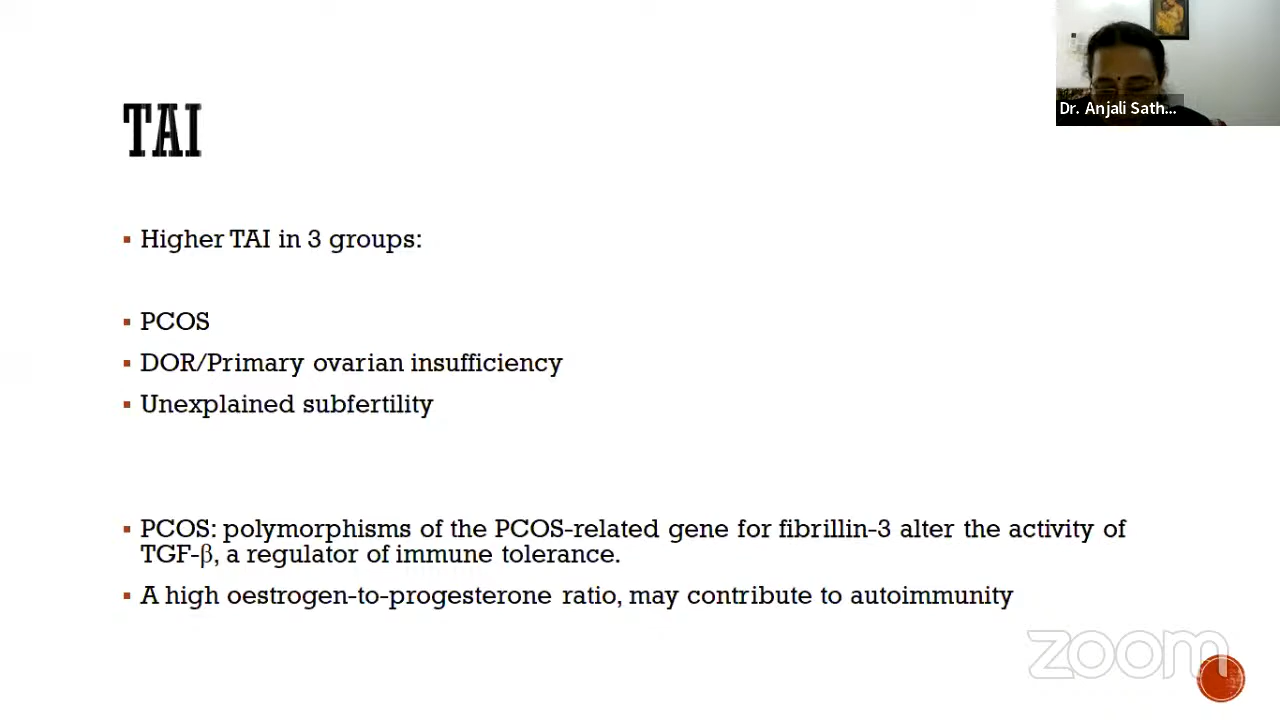 Dr. Anjali Sath...
TAI
Higher TAI in 3 groups:
PCOS
DOR/Primary ovarian insufficiency
Unexplained subfertility
PCOS: polymorphisms of the PCOS-related gene for fibrillin-3 alter the activity of
TGF-β, a regulator of immune tolerance.
A high oestrogen-to-progesterone ratio, may contribute to autoimmunity
zoom